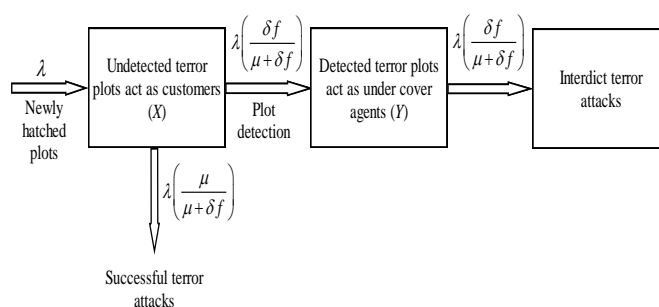 λ
Newly
hatched
plots
Undetected terror
plots act as customers
(X)
λ(μ/(μ+δf))
Successful terror
attacks
λ(δf/(μ+δf))
Plot
detection
Detected terror plots
act as under cover
agents (Y)
λ(δf/(μ+δf))
Interdict terror
attacks